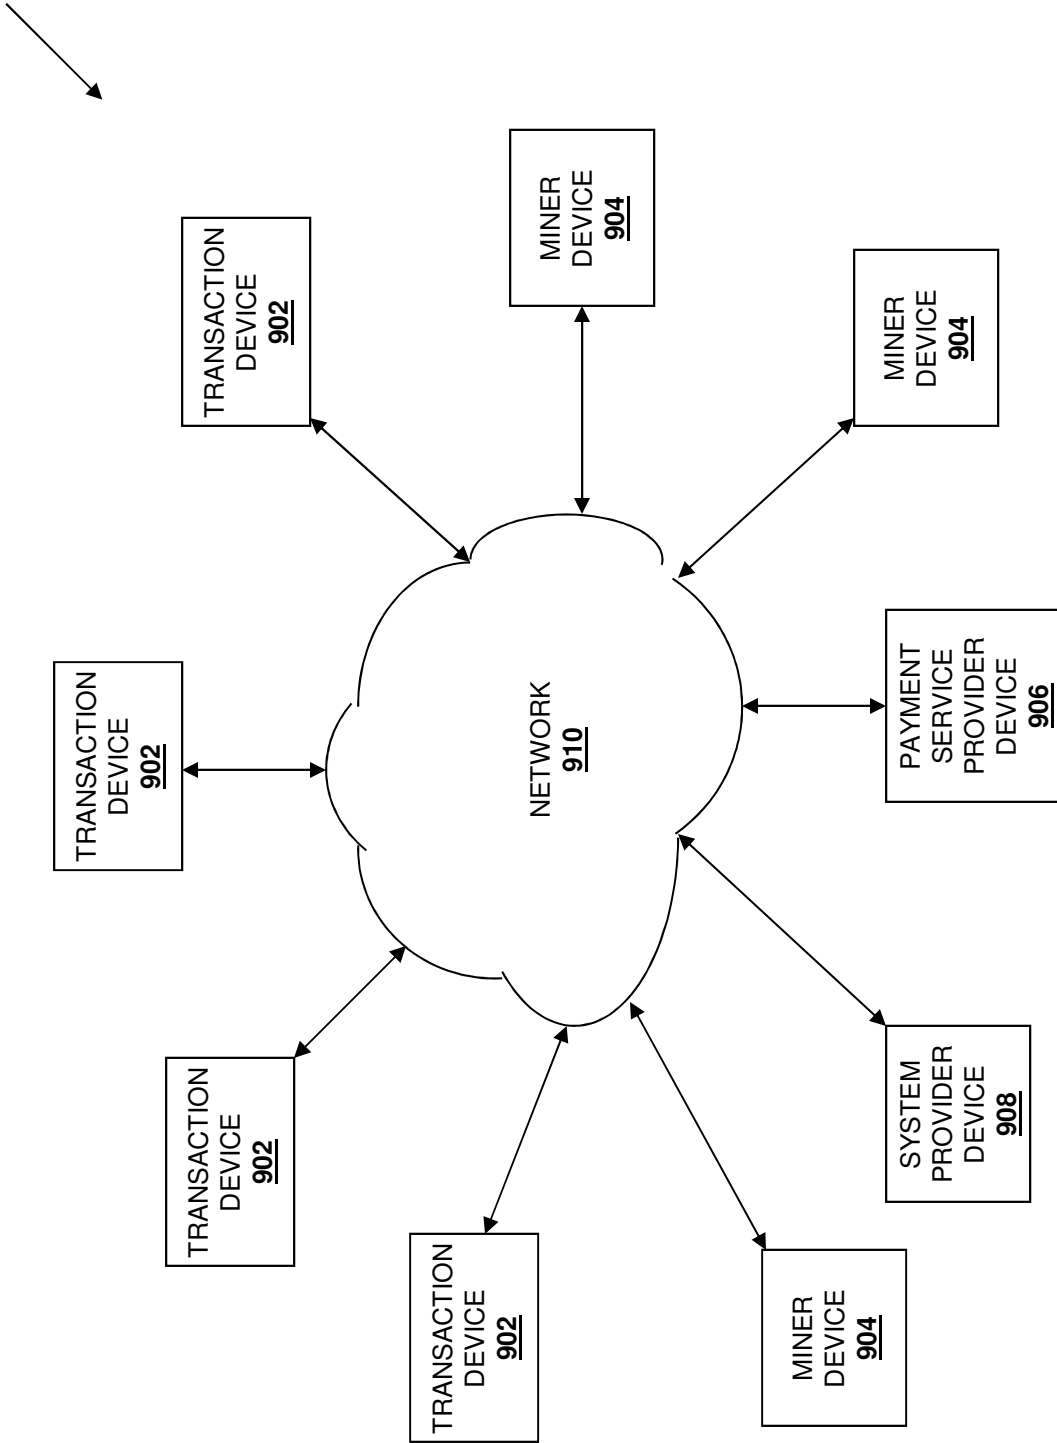 TRANSACTION
DEVICE
902
TRANSACTION
DEVICE
902
TRANSACTION
DEVICE
902
TRANSACTION
DEVICE
902
NETWORK
910
MINER
DEVICE
904
MINER
DEVICE
904
SYSTEM
PROVIDER
DEVICE
908
PAYMENT
SERVICE
PROVIDER
DEVICE
906
MINER
DEVICE
904